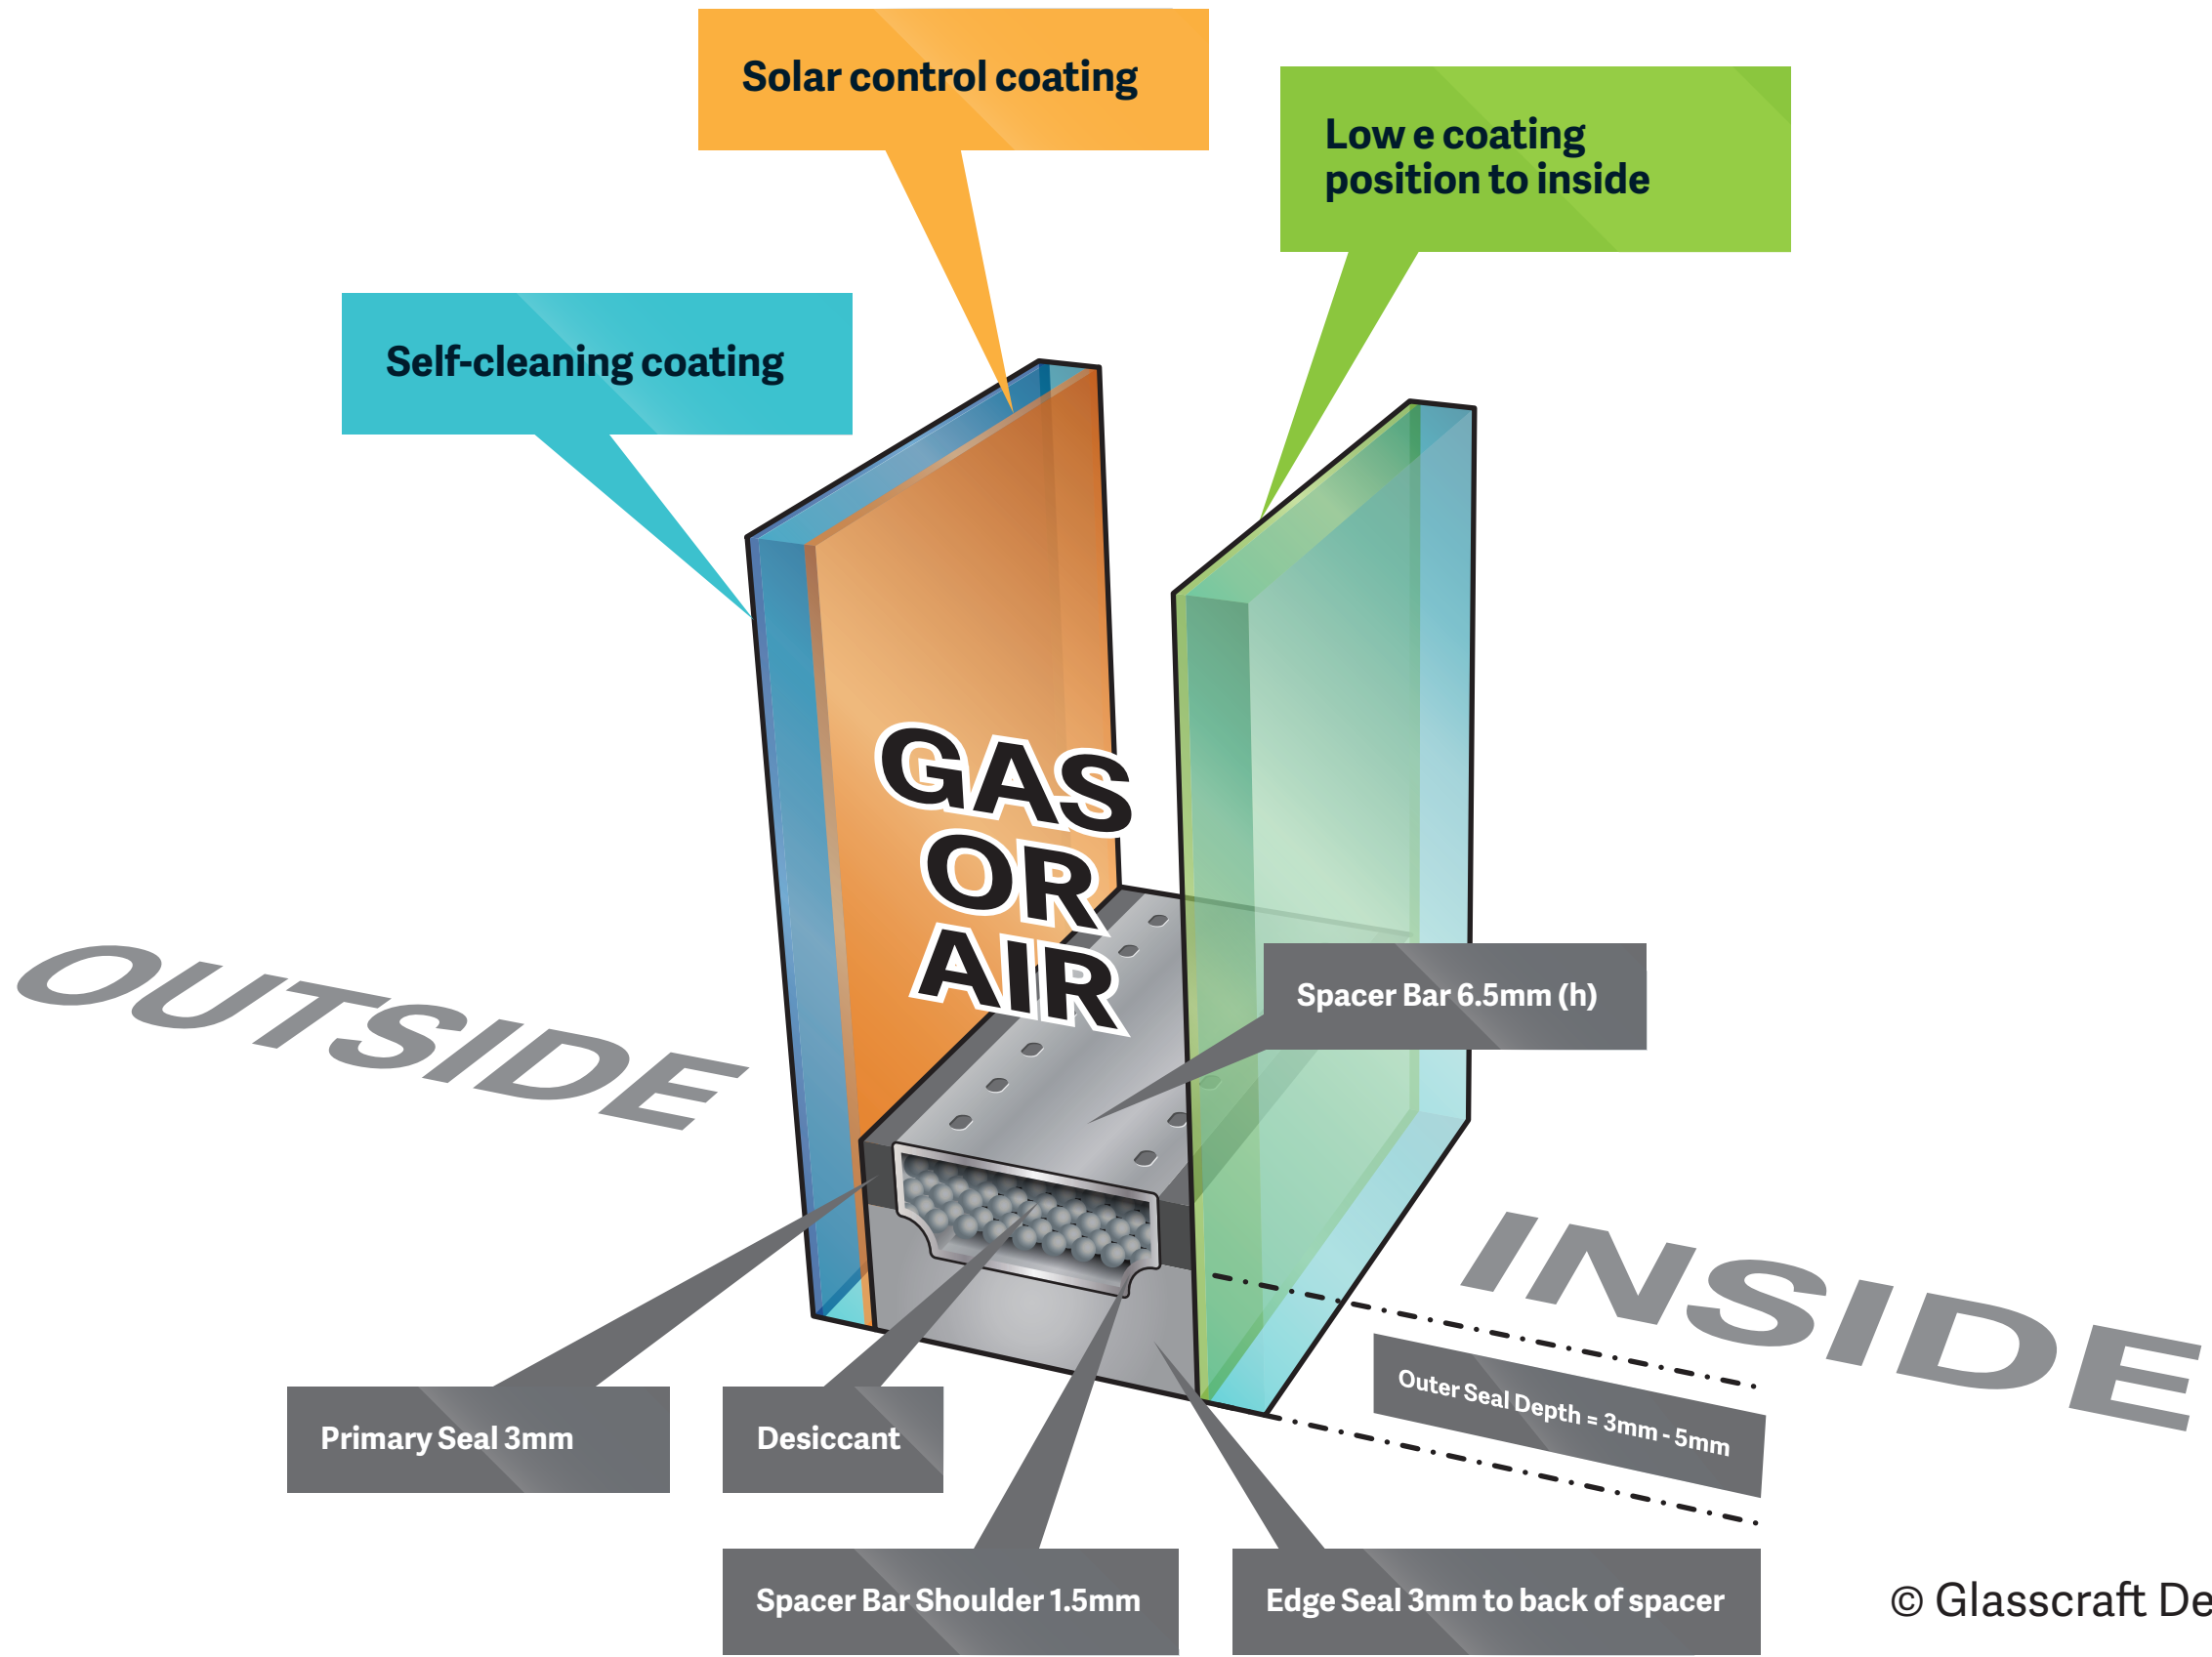 Solar control coating
Low e coating
position to inside
Self-cleaning coating
GAS
OR
AIR
OUTSIDE
Spacer Bar 6.5mm (h)
INSIDE
Outer Seal Depth = 3mm - 5mm
Primary Seal 3mm
Desiccant
Spacer Bar Shoulder 1.5mm
Edge Seal 3mm to back of spacer
© Glasscraft De